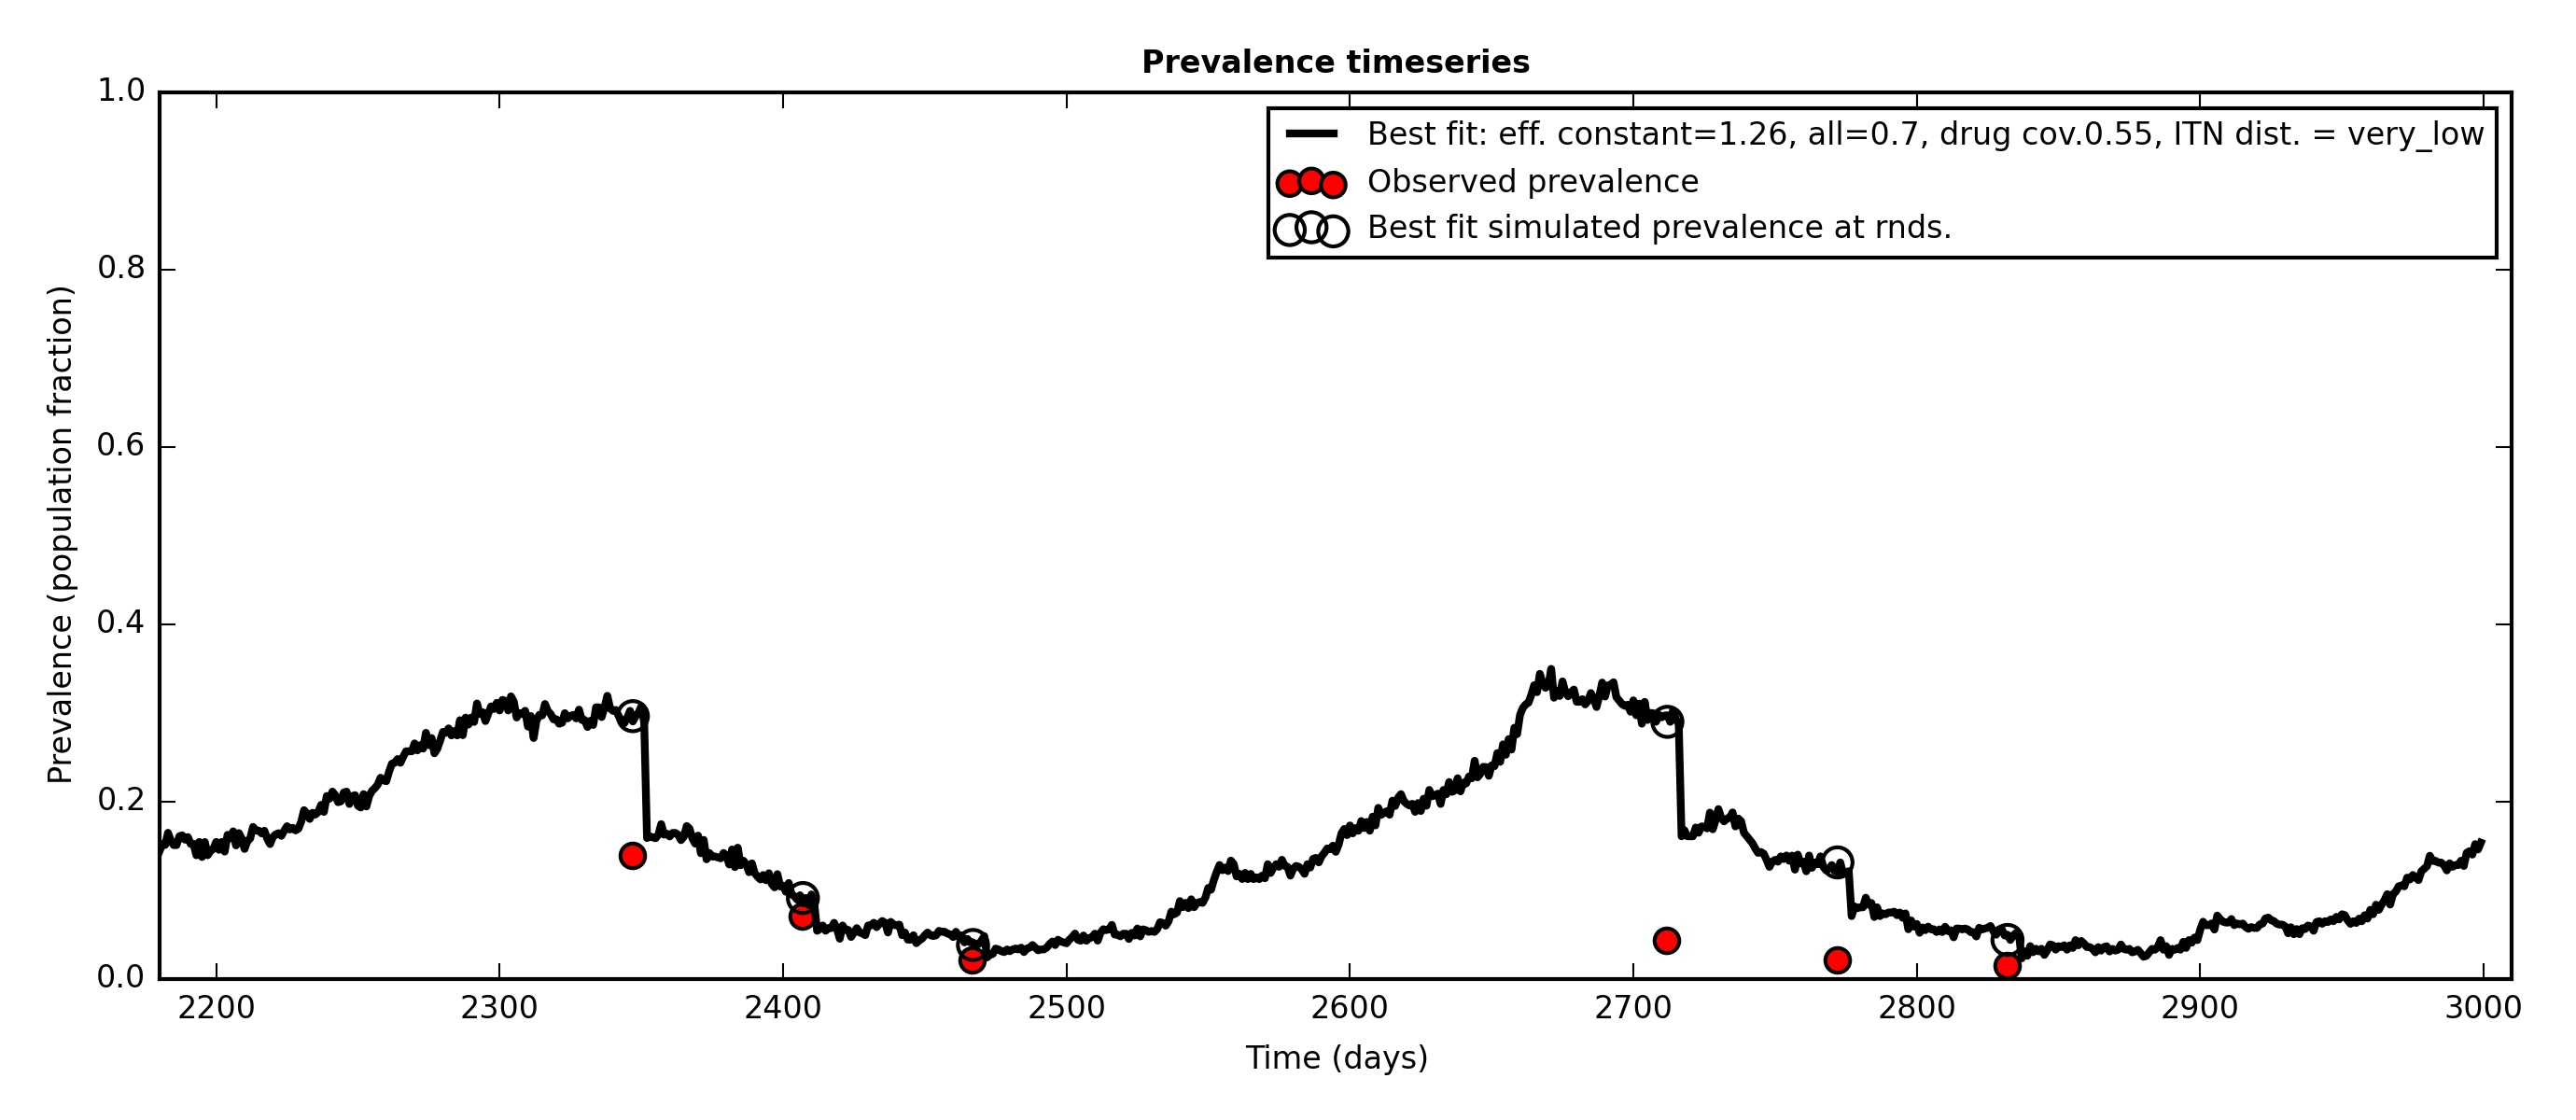 Prevalence timeseries
1.0
0.8
0.6
0.4
0.2
0.0
Prevalence (population fraction)
Best fit: eff. constant=1.26, all=0.7, drug cov.0.55, ITN dist. = very_low
Observed prevalence
Best fit simulated prevalence at rnds.
2200 2300 2400 2500 2600 2700 2800 2900 3000
Time (days)